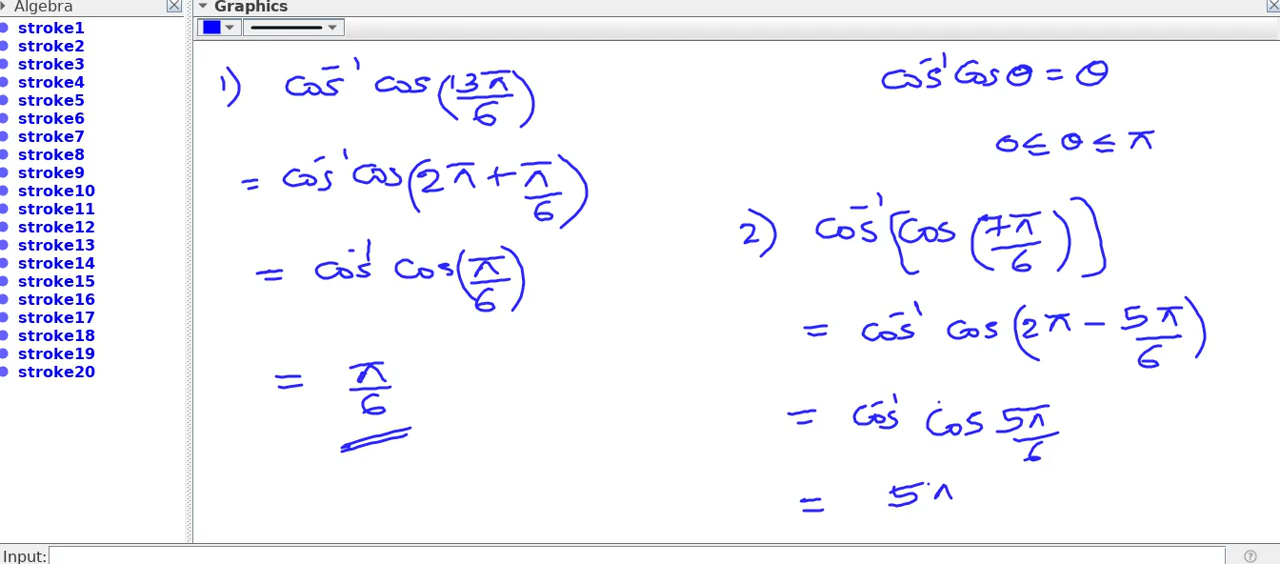 Algebra
Graphics
stroke1
stroke2
stroke3
stroke4
stroke5
stroke6
stroke7
stroke8
stroke9
stroke10
stroke11
stroke12
stroke13
stroke14
stroke15
stroke16
stroke17
stroke18
stroke19
stroke20
1) cos⁻¹ cos(13π/6)
= cos⁻¹ cos(2π + π/6)
= cos⁻¹ cos(π/6)
= π/6
cos⁻¹ cos θ = θ
0 ≤ θ ≤ π
2) cos⁻¹[cos(7π/6)]
= cos⁻¹ cos(2π − 5π/6)
= cos⁻¹ cos 5π/6
= 5π
Input: